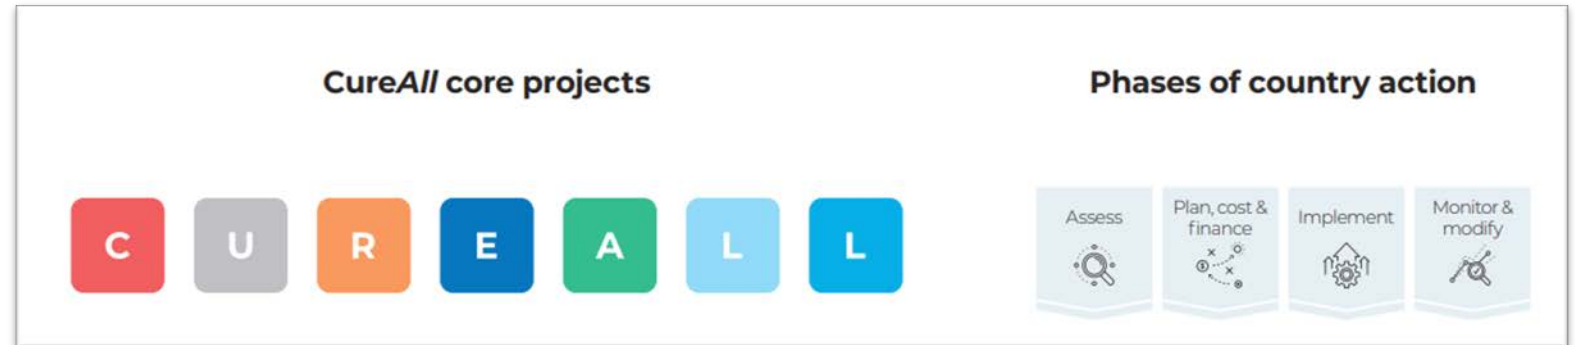 CureAll core projects
Phases of country action
C U R E A L L
Assess
Plan, cost &
finance
Implement
Monitor &
modify